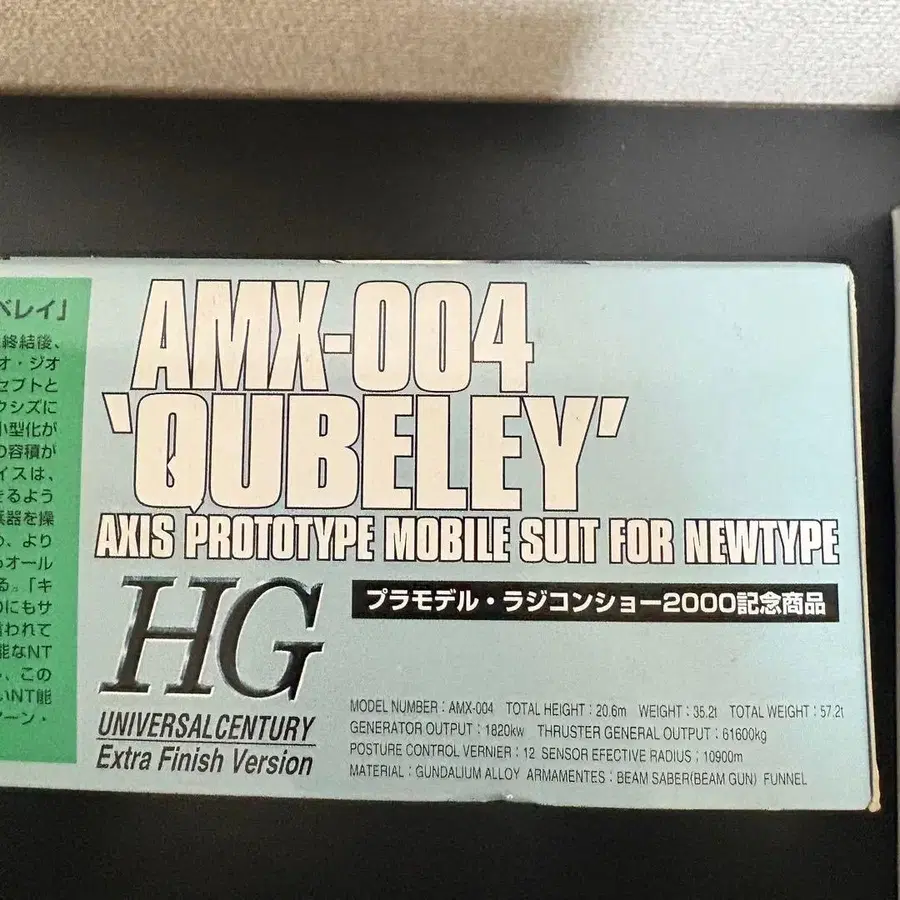 ベレイ」
終結後、
オ・ジオ
セプトと
クシズに
小型化が
の容積が
イスは、
きるよう
兵器を操
り、より
オール
る。「キ
のにもサ
言われて
能なNT
、この
いNT能
マーン・
AMX-004
'QUBELEY'
AXIS PROTOTYPE MOBILE SUIT FOR NEWTYPE
HG
UNIVERSALCENTURY
Extra Finish Version
プラモデル・ラジコンショー2000記念商品
MODEL NUMBER : AMX-004 TOTAL HEIGHT : 20.6m WEIGHT : 35.2t TOTAL WEIGHT : 57.2t
GENERATOR OUTPUT : 1820kw THRUSTER GENERAL OUTPUT : 61600kg
POSTURE CONTROL VERNIER : 12 SENSOR EFECTIVE RADIUS : 10900m
MATERIAL : GUNDALIUM ALLOY ARMAMENTES : BEAM SABER(BEAM GUN) FUNNEL